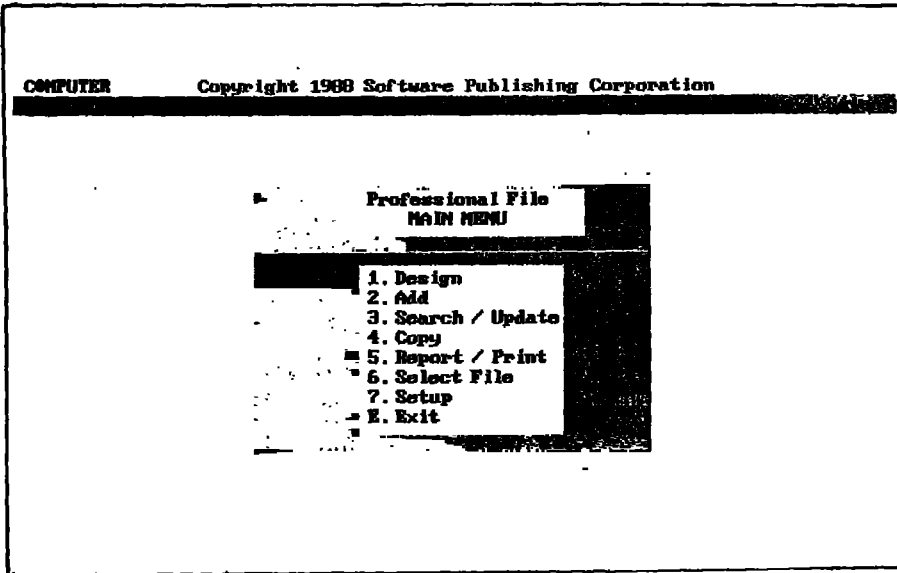 COMPUTER Copyright 1988 Software Publishing Corporation
Professional File
MAIN MENU
1. Design
2. Add
3. Search / Update
4. Copy
5. Report / Print
6. Select File
7. Setup
E. Exit